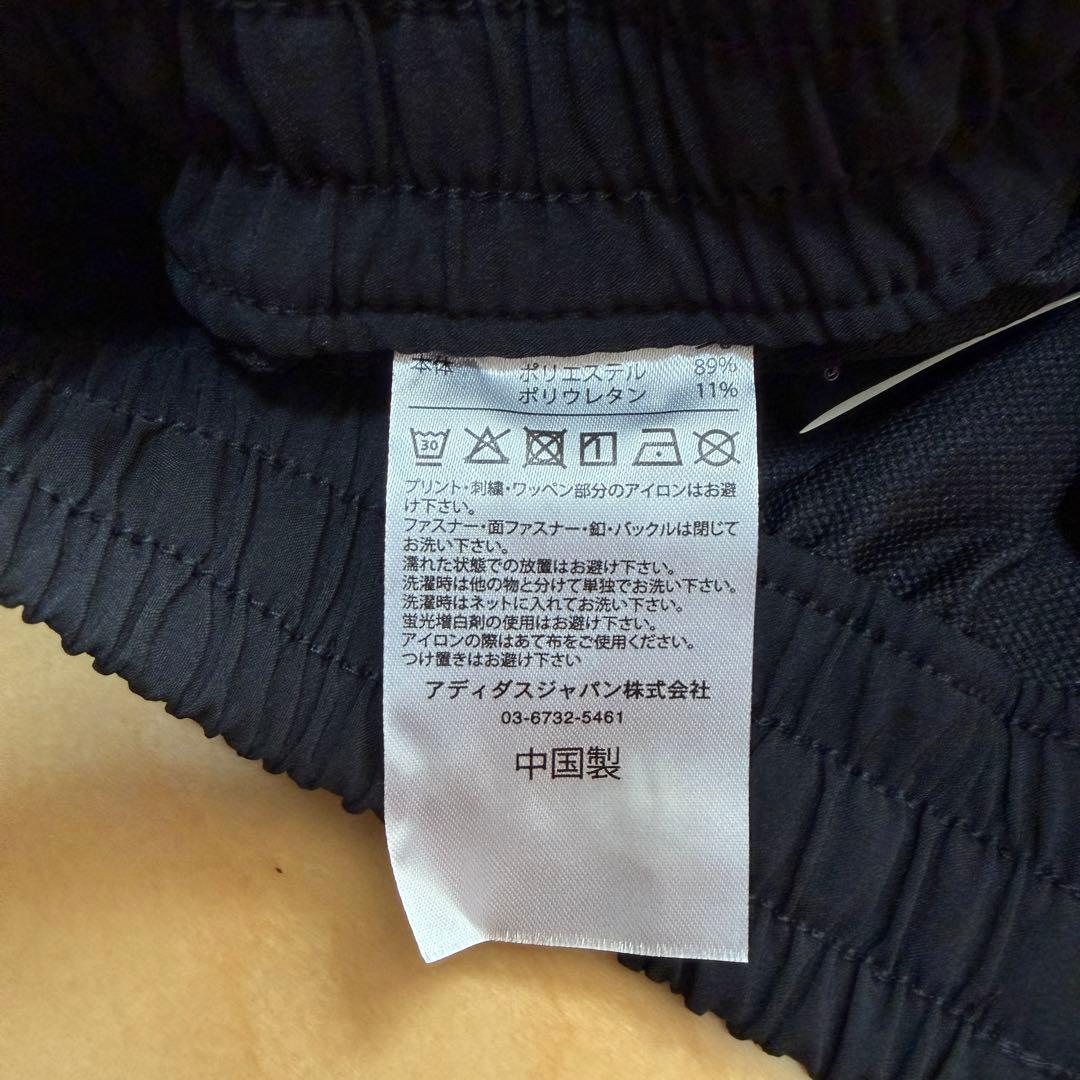 本体 ポリエステル 89%
ポリウレタン 11%
30
プリント・刺繍・ワッペン部分のアイロンはお避
け下さい。
ファスナー・面ファスナー・釦・バックルは閉じて
お洗い下さい。
濡れた状態での放置はお避け下さい。
洗濯時は他の物と分けて単独でお洗い下さい。
洗濯時はネットに入れてお洗い下さい。
蛍光増白剤の使用はお避け下さい。
アイロンの際はあて布をご使用ください。
つけ置きはお避け下さい
アディダスジャパン株式会社
03-6732-5461
中国製